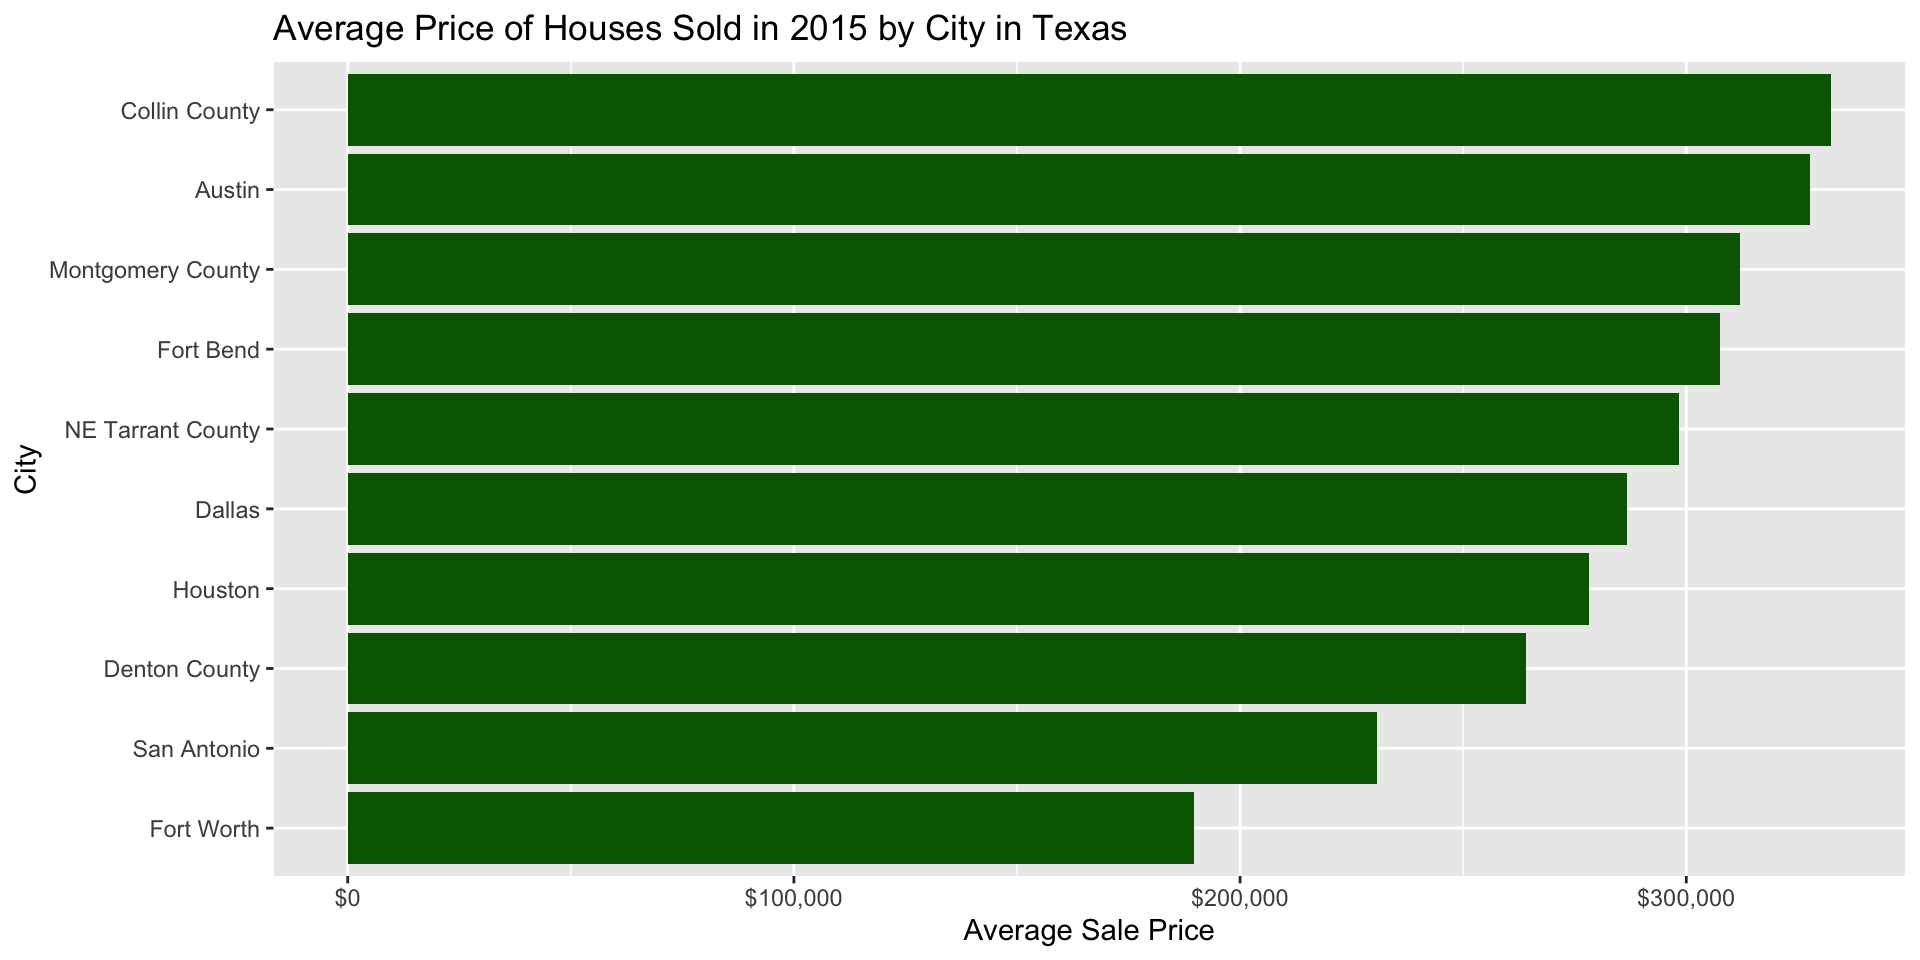 Average Price of Houses Sold in 2015 by City in Texas
Collin County
Austin
Montgomery County
Fort Bend
NE Tarrant County
Dallas
Houston
Denton County
San Antonio
Fort Worth
City
$0
$100,000
$200,000
$300,000
Average Sale Price